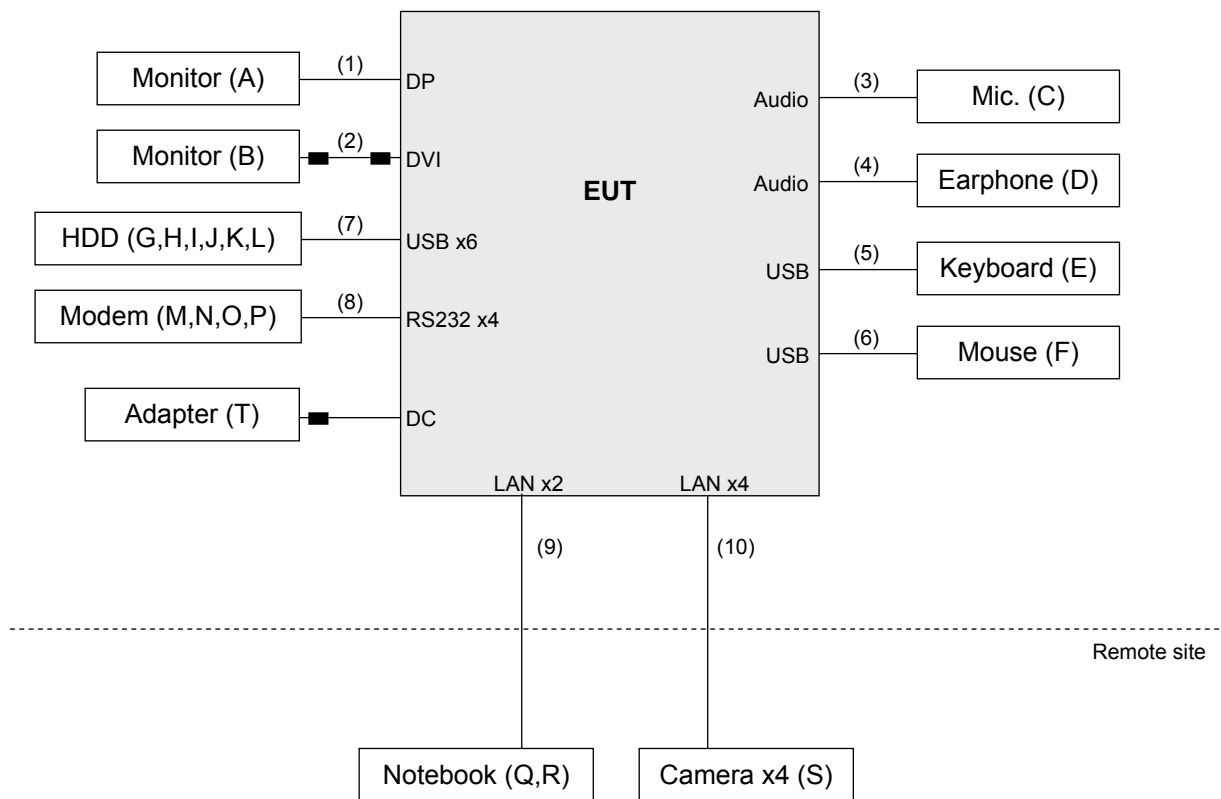 Monitor (A)
(1)
DP
Monitor (B)
(2)
DVI
HDD (G,H,I,J,K,L)
(7)
USB x6
Modem (M,N,O,P)
(8)
RS232 x4
Adapter (T)
DC
EUT
Audio
(3)
Mic. (C)
Audio
(4)
Earphone (D)
USB
(5)
Keyboard (E)
USB
(6)
Mouse (F)
LAN x2
LAN x4
(9)
(10)
Remote site
Notebook (Q,R)
Camera x4 (S)